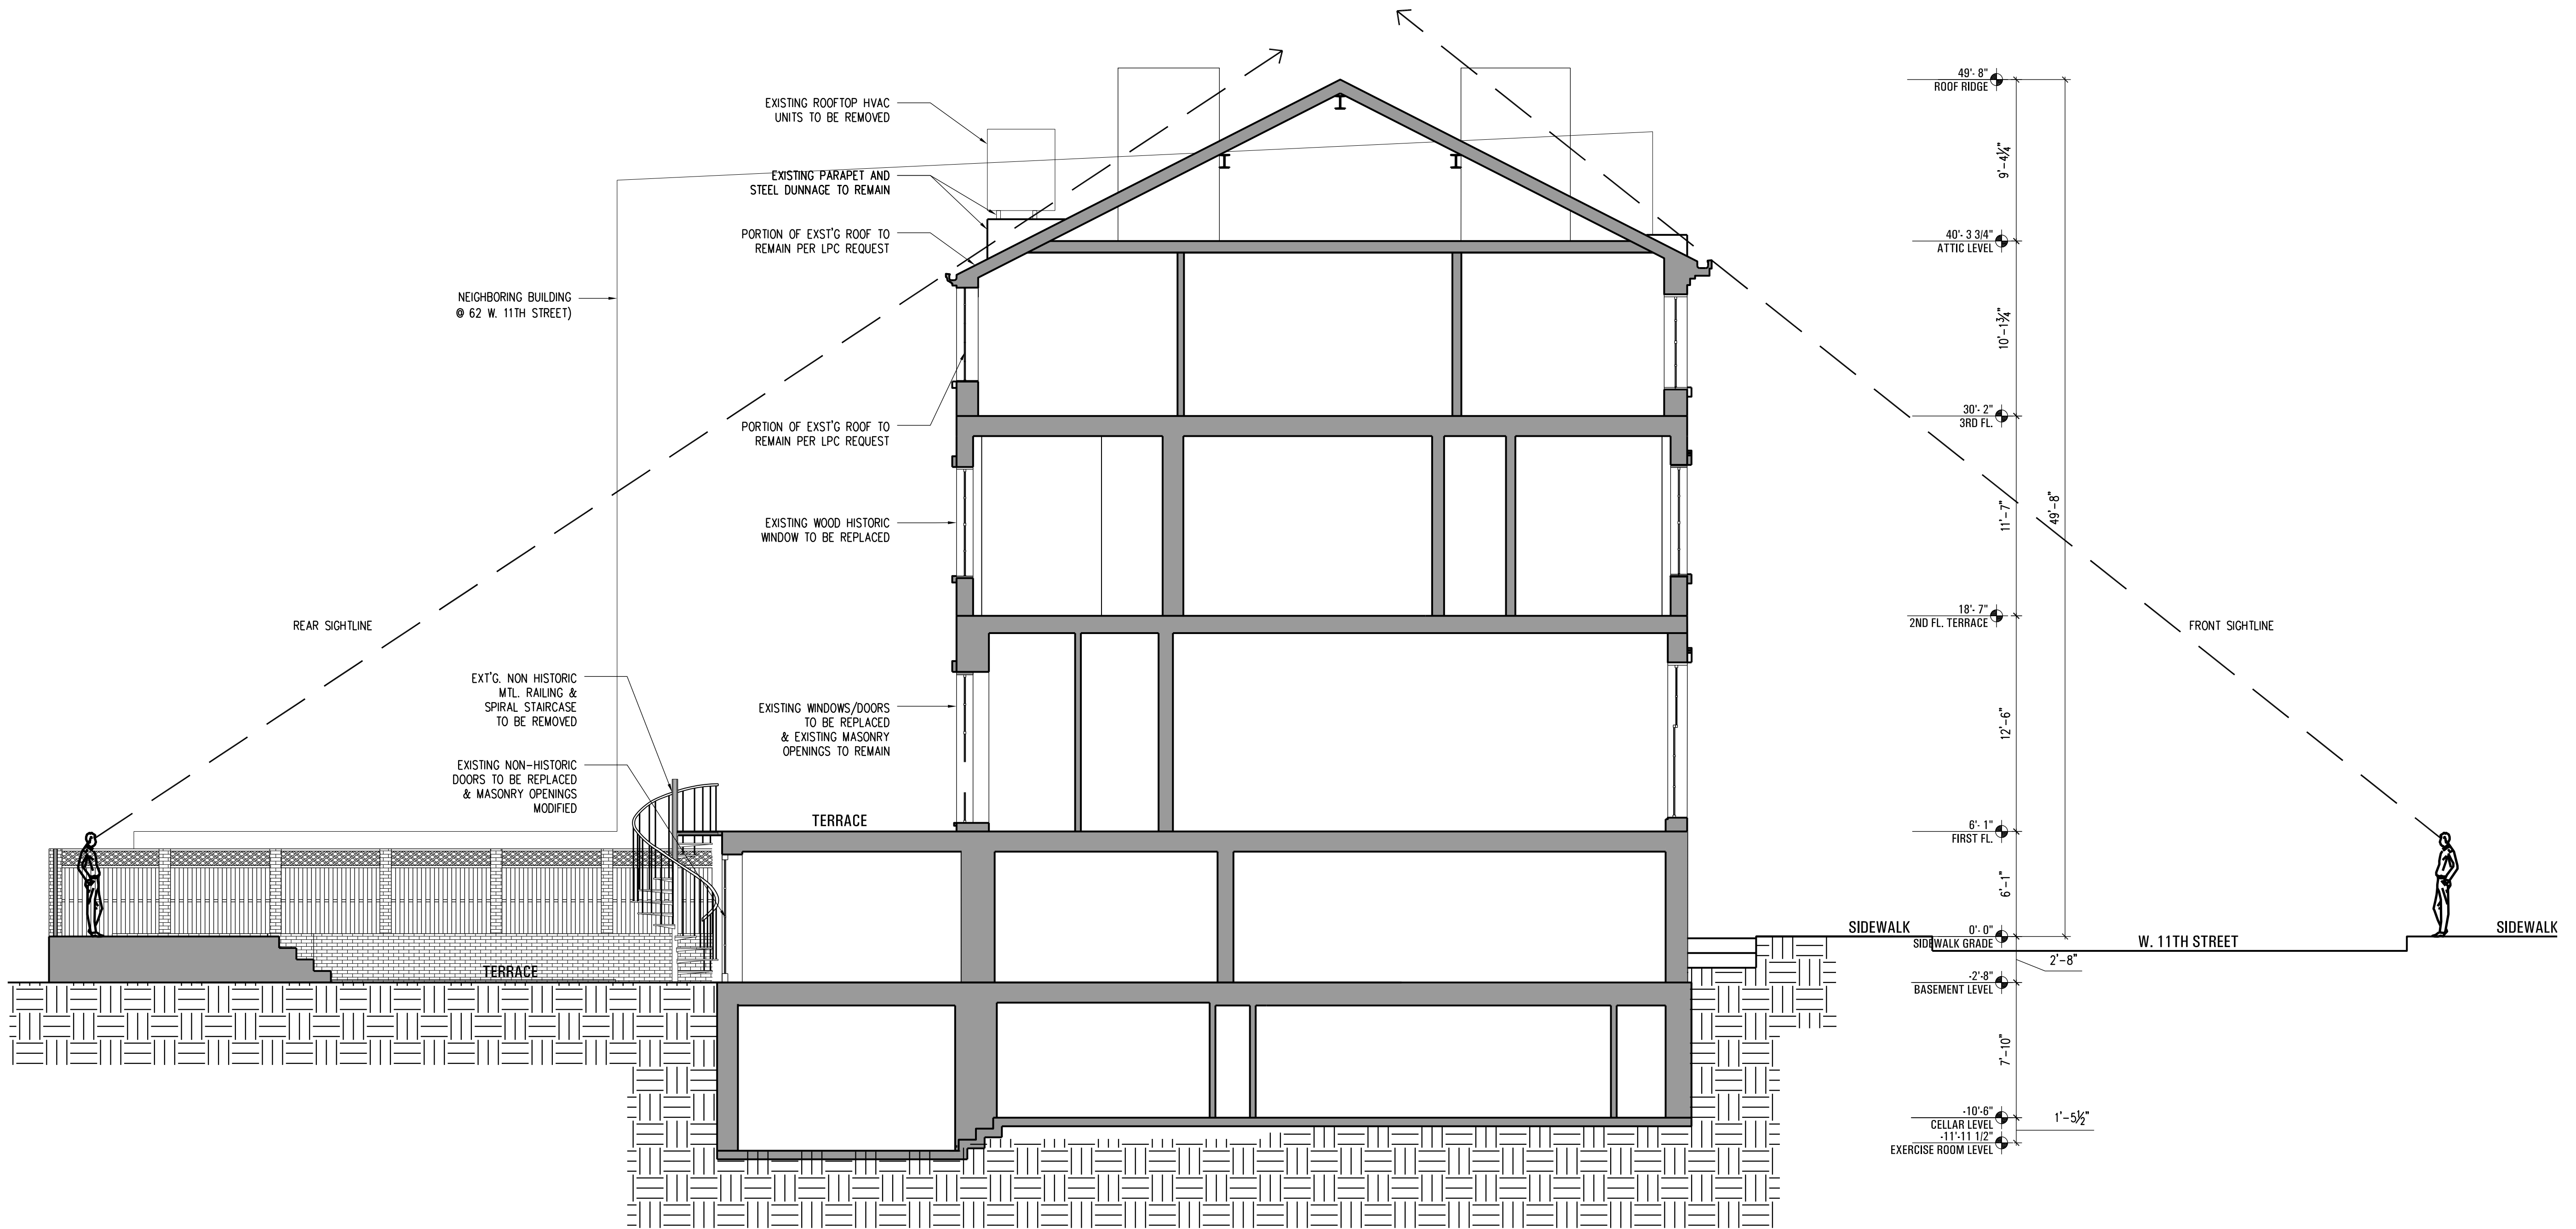 EXISTING ROOFTOP HVAC
UNITS TO BE REMOVED
EXISTING PARAPET AND
STEEL DUNNAGE TO REMAIN
PORTION OF EXST'G ROOF TO
REMAIN PER LPC REQUEST
NEIGHBORING BUILDING
@ 62 W. 11TH STREET)
PORTION OF EXST'G ROOF TO
REMAIN PER LPC REQUEST
EXISTING WOOD HISTORIC
WINDOW TO BE REPLACED
REAR SIGHTLINE
EXT'G. NON HISTORIC
MTL. RAILING &
SPIRAL STAIRCASE
TO BE REMOVED
EXISTING WINDOWS/DOORS
TO BE REPLACED
& EXISTING MASONRY
OPENINGS TO REMAIN
EXISTING NON-HISTORIC
DOORS TO BE REPLACED
& MASONRY OPENINGS
MODIFIED
TERRACE
TERRACE
49'- 8"
ROOF RIDGE
9'-4¼"
40'- 3 3/4"
ATTIC LEVEL
10'-1¾"
30'- 2"
3RD FL.
11'-7"
49'-8"
18'- 7"
2ND FL. TERRACE
FRONT SIGHTLINE
12'-6"
6'- 1"
FIRST FL.
6'-1"
SIDEWALK
0'- 0"
SIDEWALK GRADE
W. 11TH STREET
SIDEWALK
2'-8"
-2'-8"
BASEMENT LEVEL
7'-10"
-10'-6"
CELLAR LEVEL
1'-5½"
-11'-11 1/2"
EXERCISE ROOM LEVEL